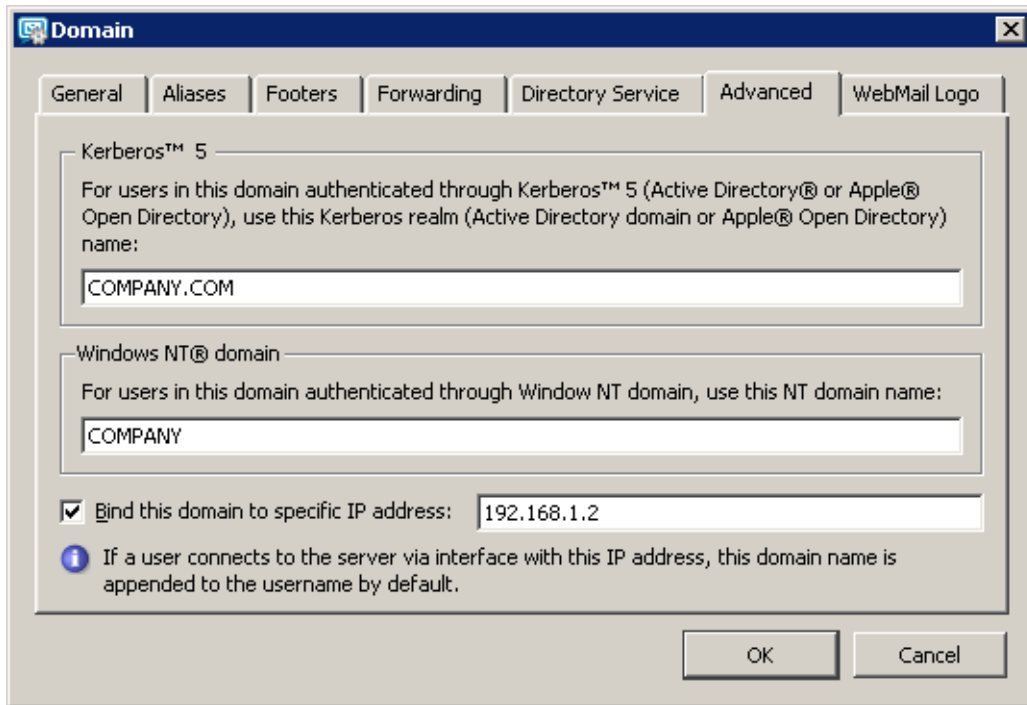 Domain
General Aliases Footers Forwarding Directory Service Advanced WebMail Logo
Kerberos™ 5
For users in this domain authenticated through Kerberos™ 5 (Active Directory® or Apple®
Open Directory), use this Kerberos realm (Active Directory domain or Apple® Open Directory)
name:
COMPANY.COM
Windows NT® domain
For users in this domain authenticated through Window NT domain, use this NT domain name:
COMPANY
Bind this domain to specific IP address: 192.168.1.2
If a user connects to the server via interface with this IP address, this domain name is
appended to the username by default.
OK Cancel